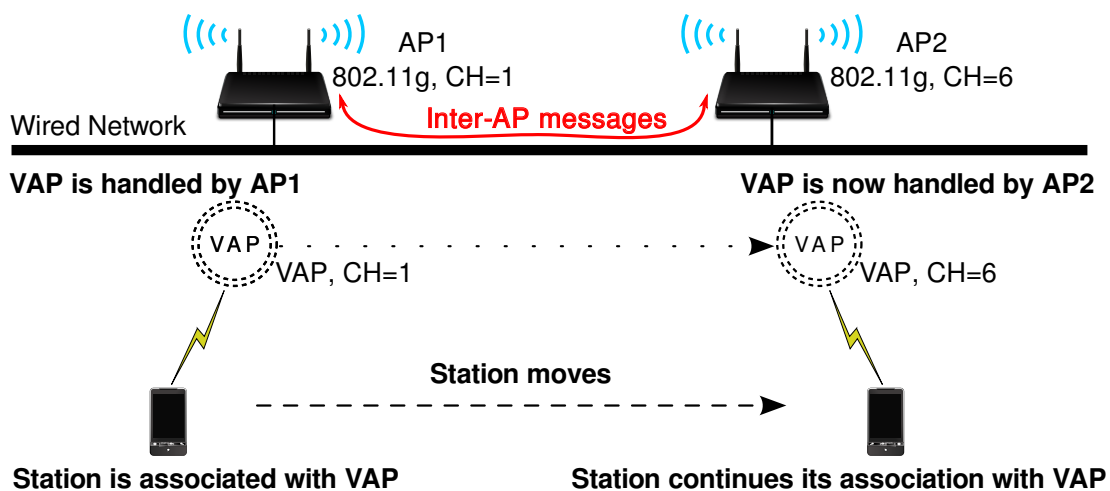 AP1
802.11g, CH=1
AP2
802.11g, CH=6
Inter-AP messages
Wired Network
VAP is handled by AP1
VAP is now handled by AP2
VAP
VAP, CH=1
VAP
VAP, CH=6
Station moves
Station is associated with VAP
Station continues its association with VAP